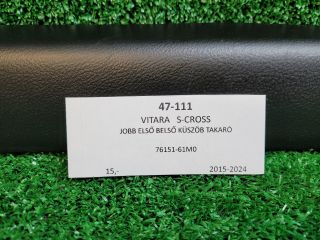 47-111
VITARA S-CROSS
JOBB ELSŐ BELSŐ KÜSZÖB TAKARÓ
76151-61M0
15,- 2015-2024